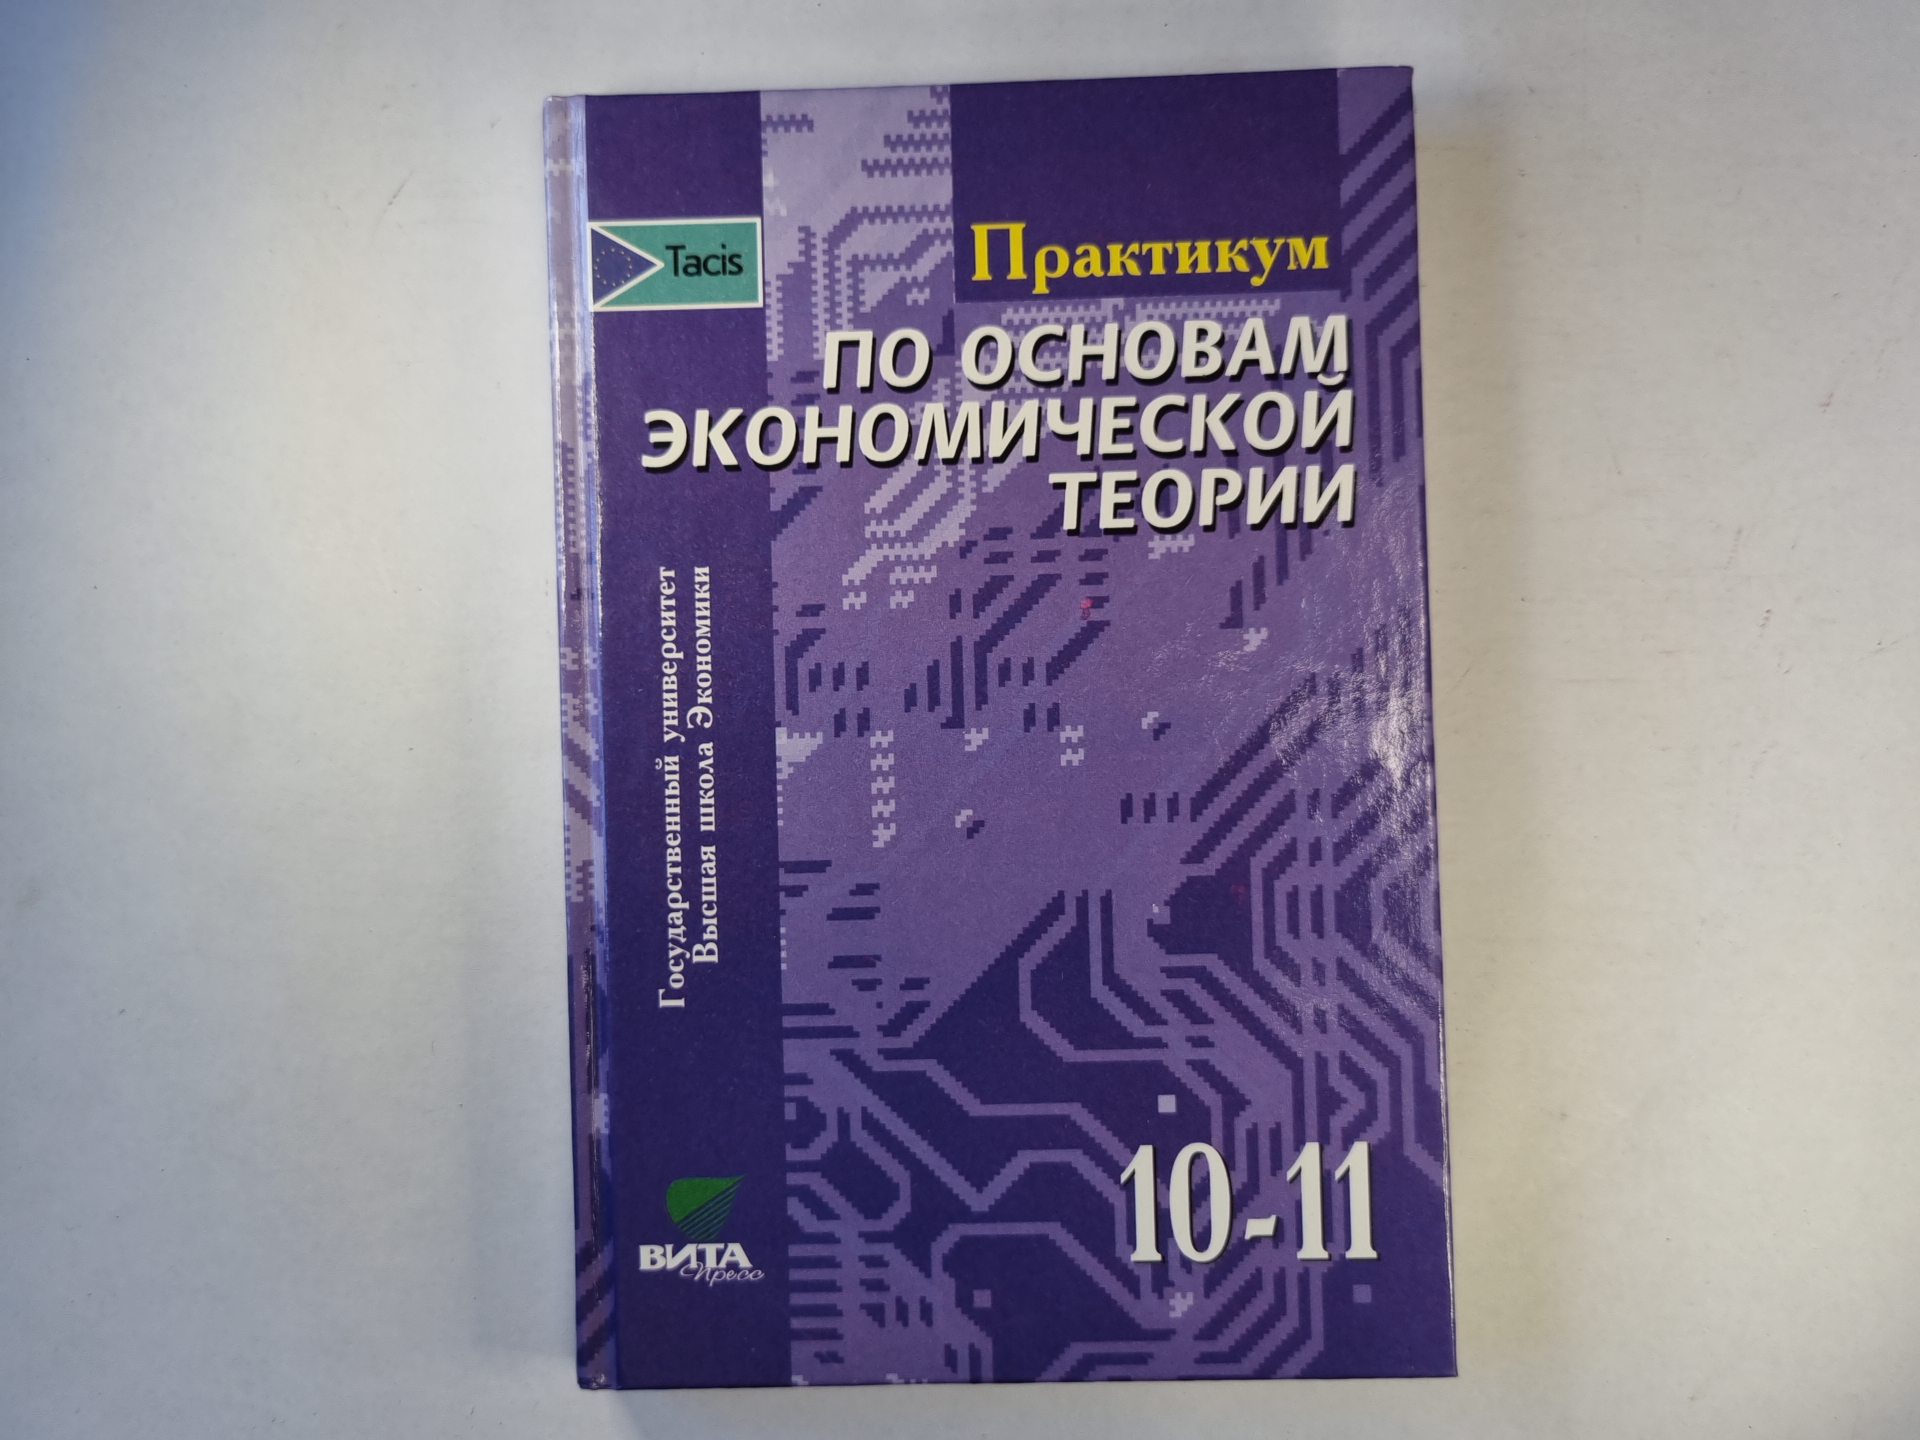 Tacis
Практикум
ПО ОСНОВАМ
ЭКОНОМИЧЕСКОЙ
ТЕОРИИ
Государственный университет
Высшая школа Экономики
10-11
ВИТА
Пресс